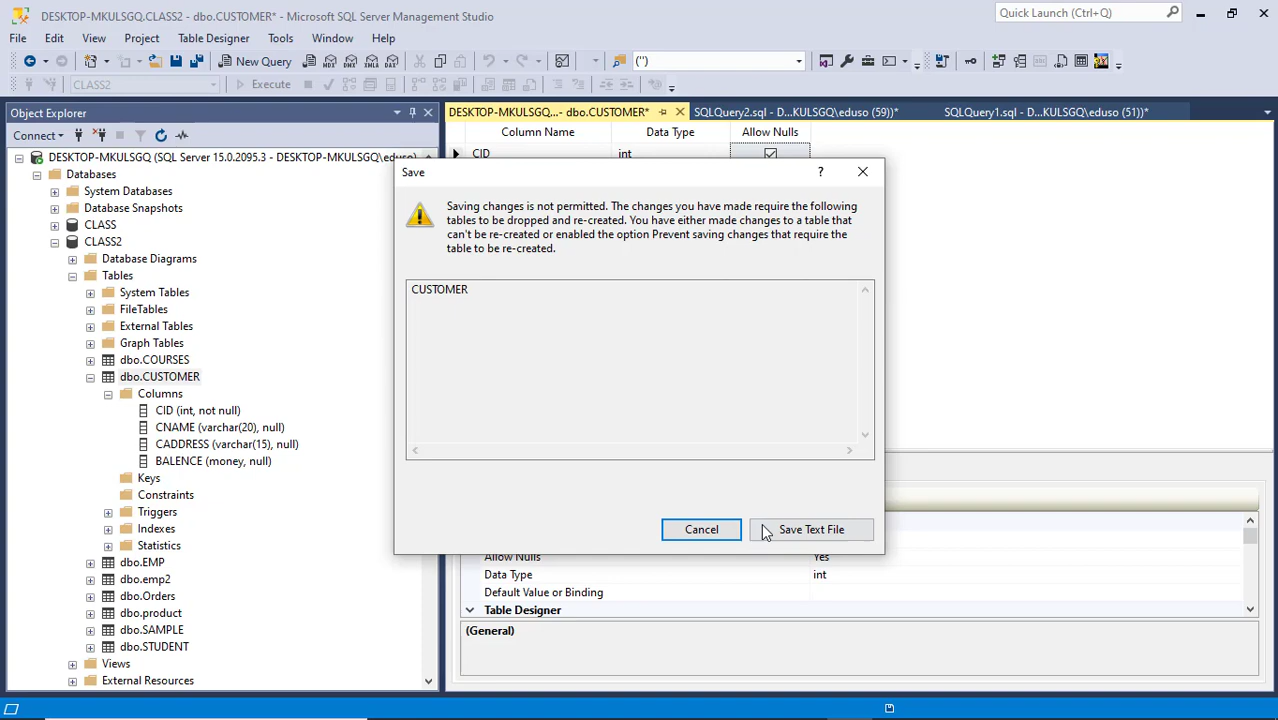 DESKTOP-MKULSGQ.CLASS2 - dbo.CUSTOMER* - Microsoft SQL Server Management Studio
Quick Launch (Ctrl+Q)
File Edit View Project Table Designer Tools Window Help
New Query
MDX DMX XMLA DAX
('')
CLASS2
Execute
Object Explorer
Connect
DESKTOP-MKULSGQ (SQL Server 15.0.2095.3 - DESKTOP-MKULSGQ\eduso)
Databases
System Databases
Database Snapshots
CLASS
CLASS2
Database Diagrams
Tables
System Tables
FileTables
External Tables
Graph Tables
dbo.COURSES
dbo.CUSTOMER
Columns
CID (int, not null)
CNAME (varchar(20), null)
CADDRESS (varchar(15), null)
BALENCE (money, null)
Keys
Constraints
Triggers
Indexes
Statistics
dbo.EMP
dbo.emp2
dbo.Orders
dbo.product
dbo.SAMPLE
dbo.STUDENT
Views
External Resources
DESKTOP-MKULSGQ...- dbo.CUSTOMER*
SQLQuery2.sql - D...KULSGQ\eduso (59))*
SQLQuery1.sql - D...KULSGQ\eduso (51))*
Column Name Data Type Allow Nulls
CID int
Save
?
Saving changes is not permitted. The changes you have made require the following
tables to be dropped and re-created. You have either made changes to a table that
can't be re-created or enabled the option Prevent saving changes that require the
table to be re-created.
CUSTOMER
Cancel
Save Text File
Allow Nulls Yes
Data Type int
Default Value or Binding
Table Designer
(General)